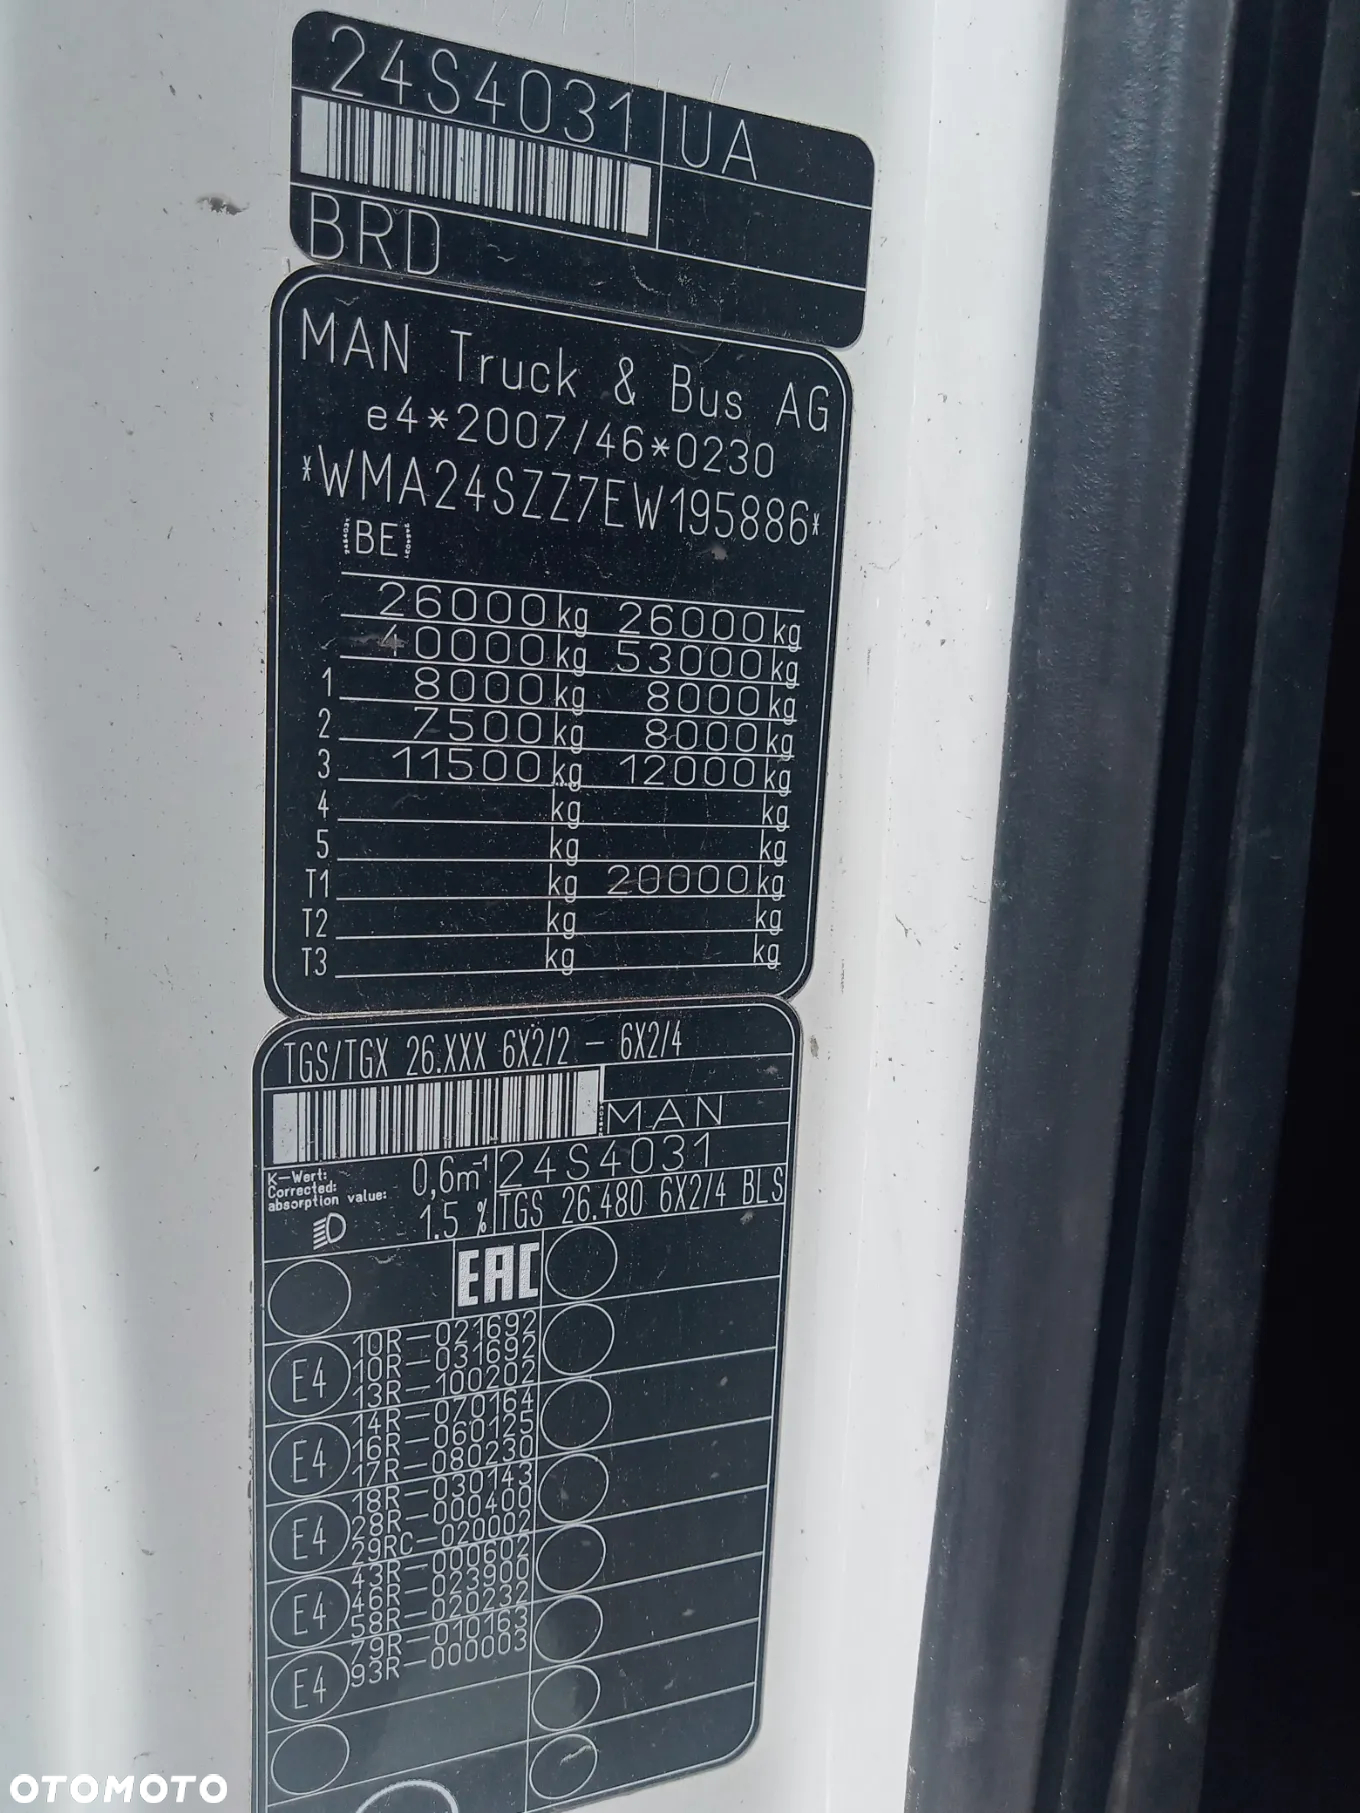 24S4031 UA
BRD
MAN Truck & Bus AG
e4*2007/46*0230
*WMA24SZZ7EW195886*
BE
26000 kg 26000 kg
40000 kg 53000 kg
1 8000 kg 8000 kg
2 7500 kg 8000 kg
3 11500 kg 12000 kg
4 kg kg
5 kg kg
T1 kg 20000 kg
T2 kg kg
T3 kg kg
TGS/TGX 26.XXX 6X2/2 – 6X2/4
MAN
K–Wert: 0,6m⁻¹ 24S4031
Corrected
absorption value:
1.5 % TGS 26.480 6X2/4 BLS
EAC
10R–021692
10R–031692
E4 13R–100202
14R–070164
E4 16R–060125
17R–080230
18R–030143
E4 28R–000400
29RC–020002
43R–000602
E4 46R–023900
58R–020232
79R–010163
E4 93R–000003
OTOMOTO